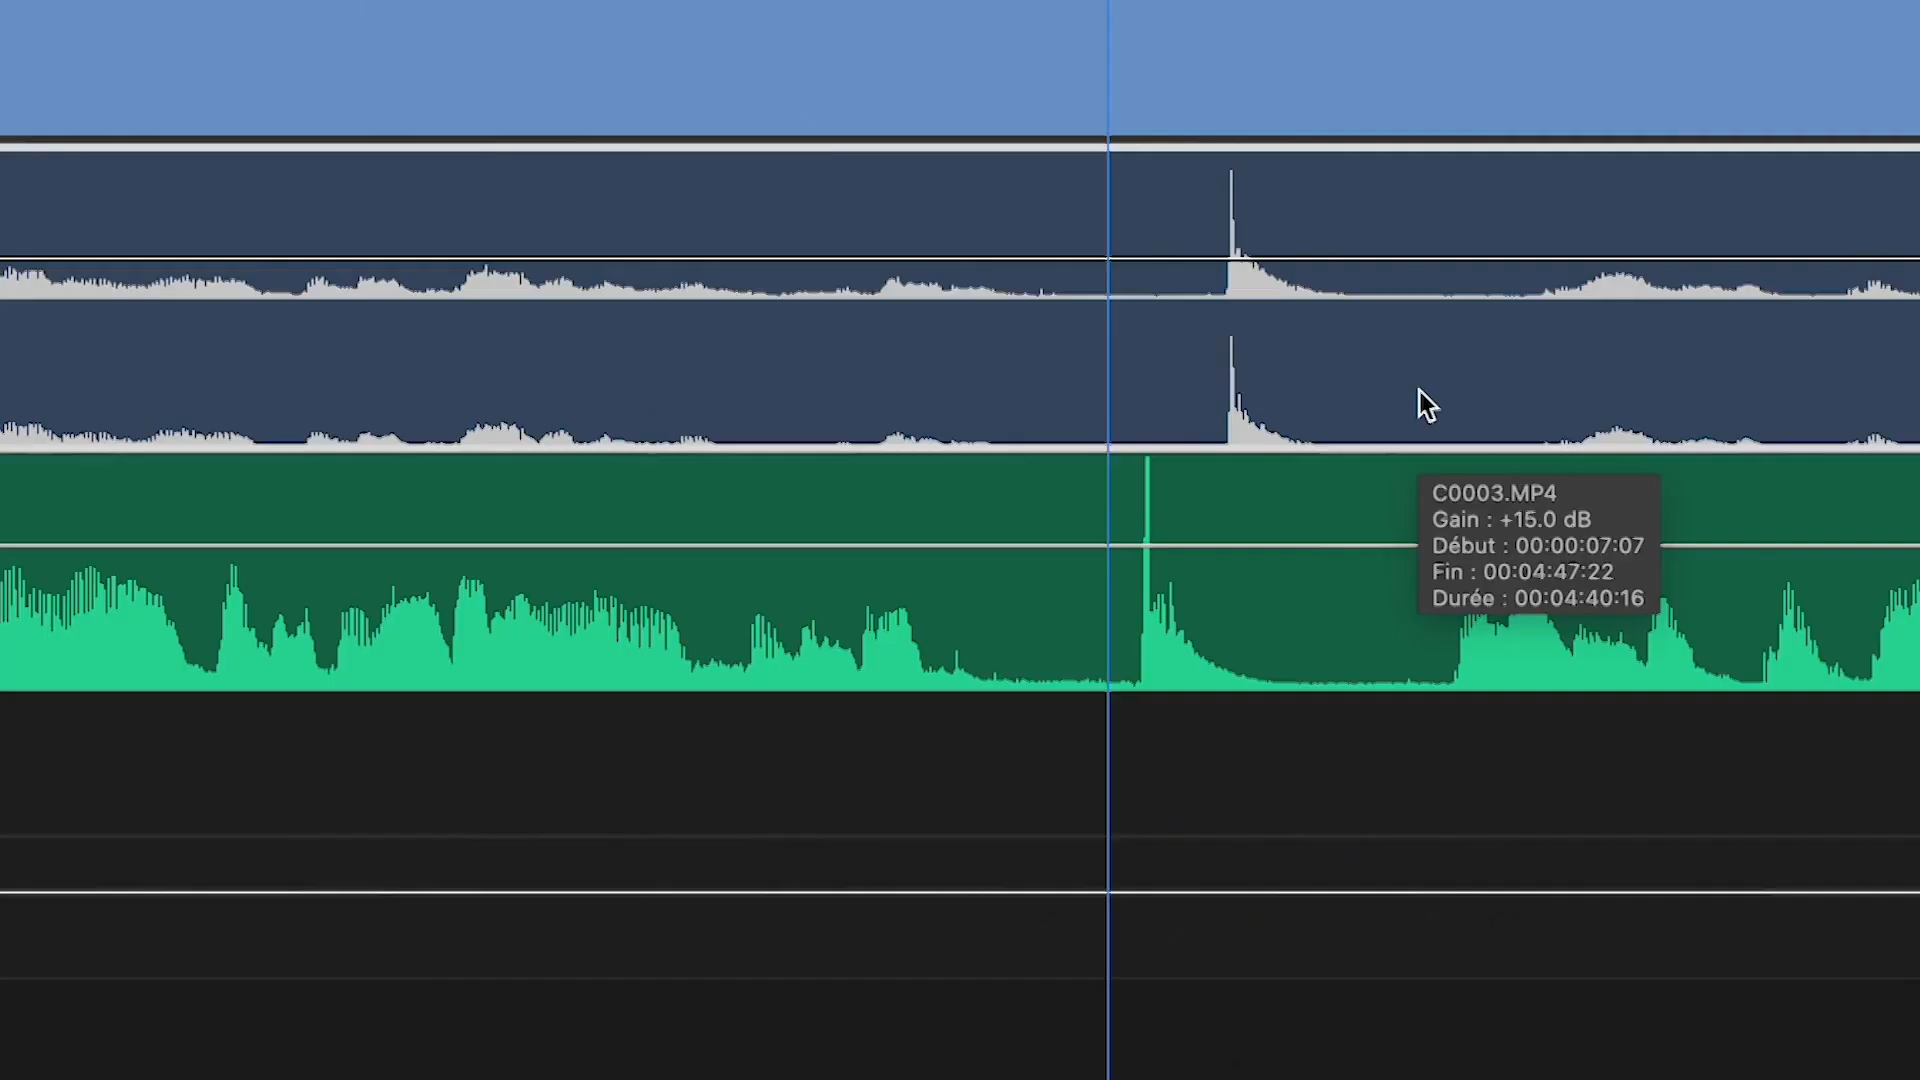 C0003.MP4
Gain : +15.0 dB
Début : 00:00:07:07
Fin : 00:04:47:22
Durée : 00:04:40:16